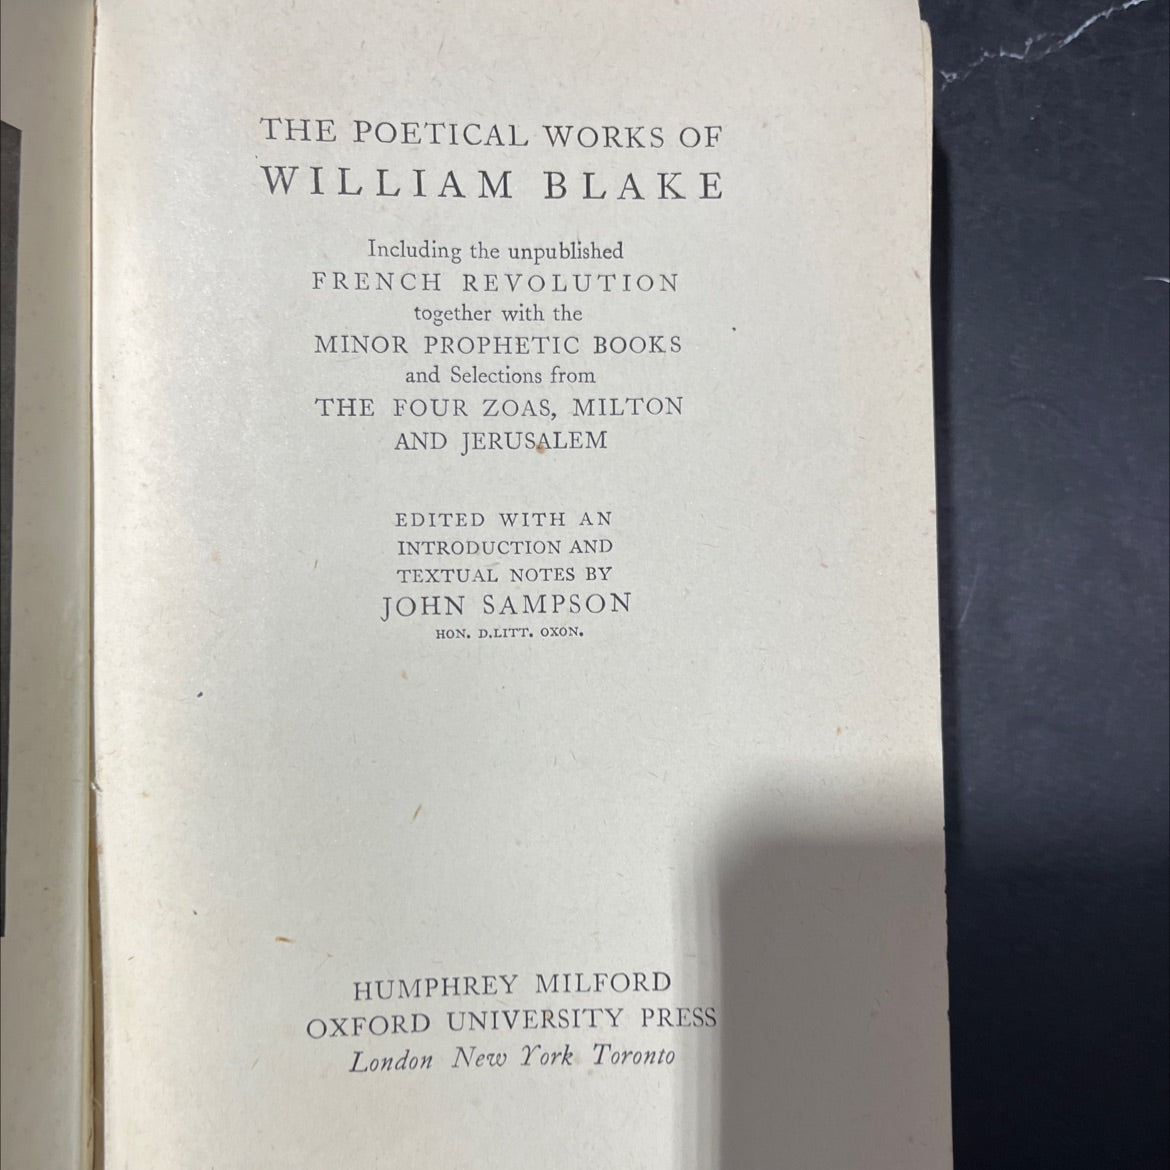 THE POETICAL WORKS OF
WILLIAM BLAKE
Including the unpublished
FRENCH REVOLUTION
together with the
MINOR PROPHETIC BOOKS
and Selections from
THE FOUR ZOAS, MILTON
AND JERUSALEM
EDITED WITH AN
INTRODUCTION AND
TEXTUAL NOTES BY
JOHN SAMPSON
HON. D.LITT. OXON.
HUMPHREY MILFORD
OXFORD UNIVERSITY PRESS
London New York Toronto